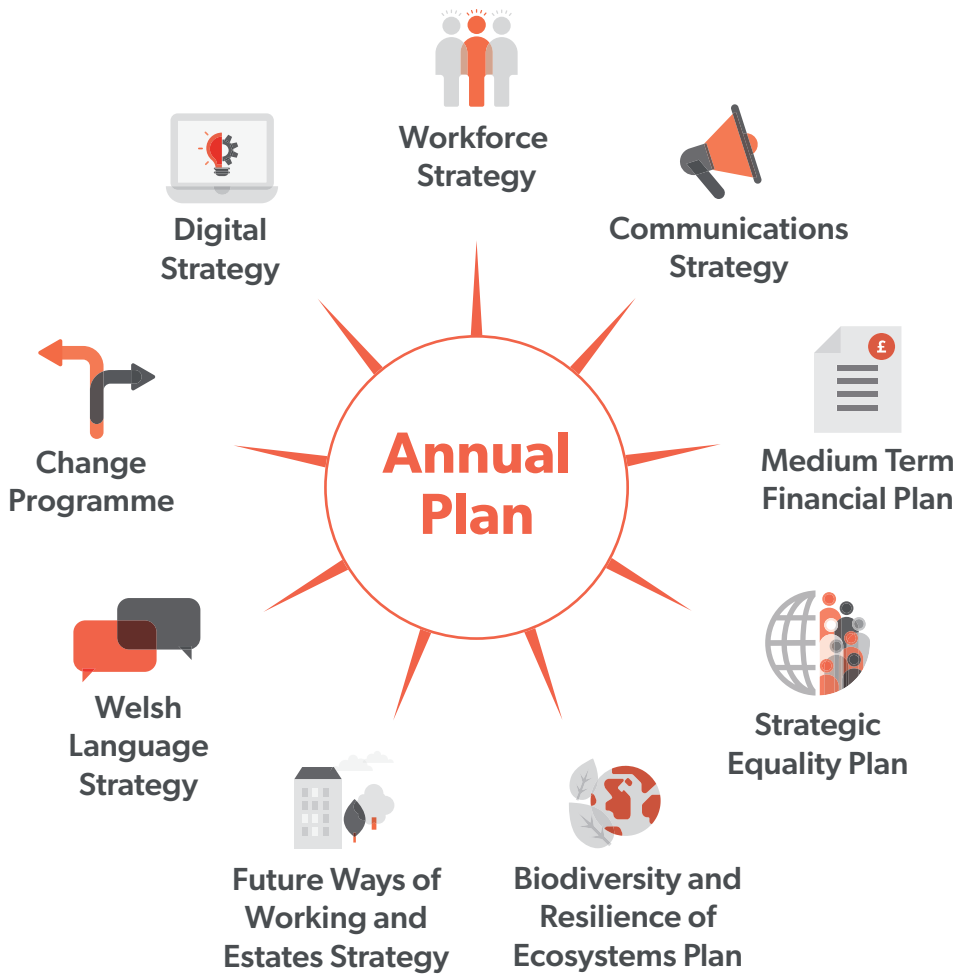 Workforce
Strategy
Communications
Strategy
£
Medium Term
Financial Plan
Strategic
Equality Plan
Biodiversity and
Resilience of
Ecosystems Plan
Future Ways of
Working and
Estates Strategy
Welsh
Language
Strategy
Change
Programme
Digital
Strategy
Annual
Plan